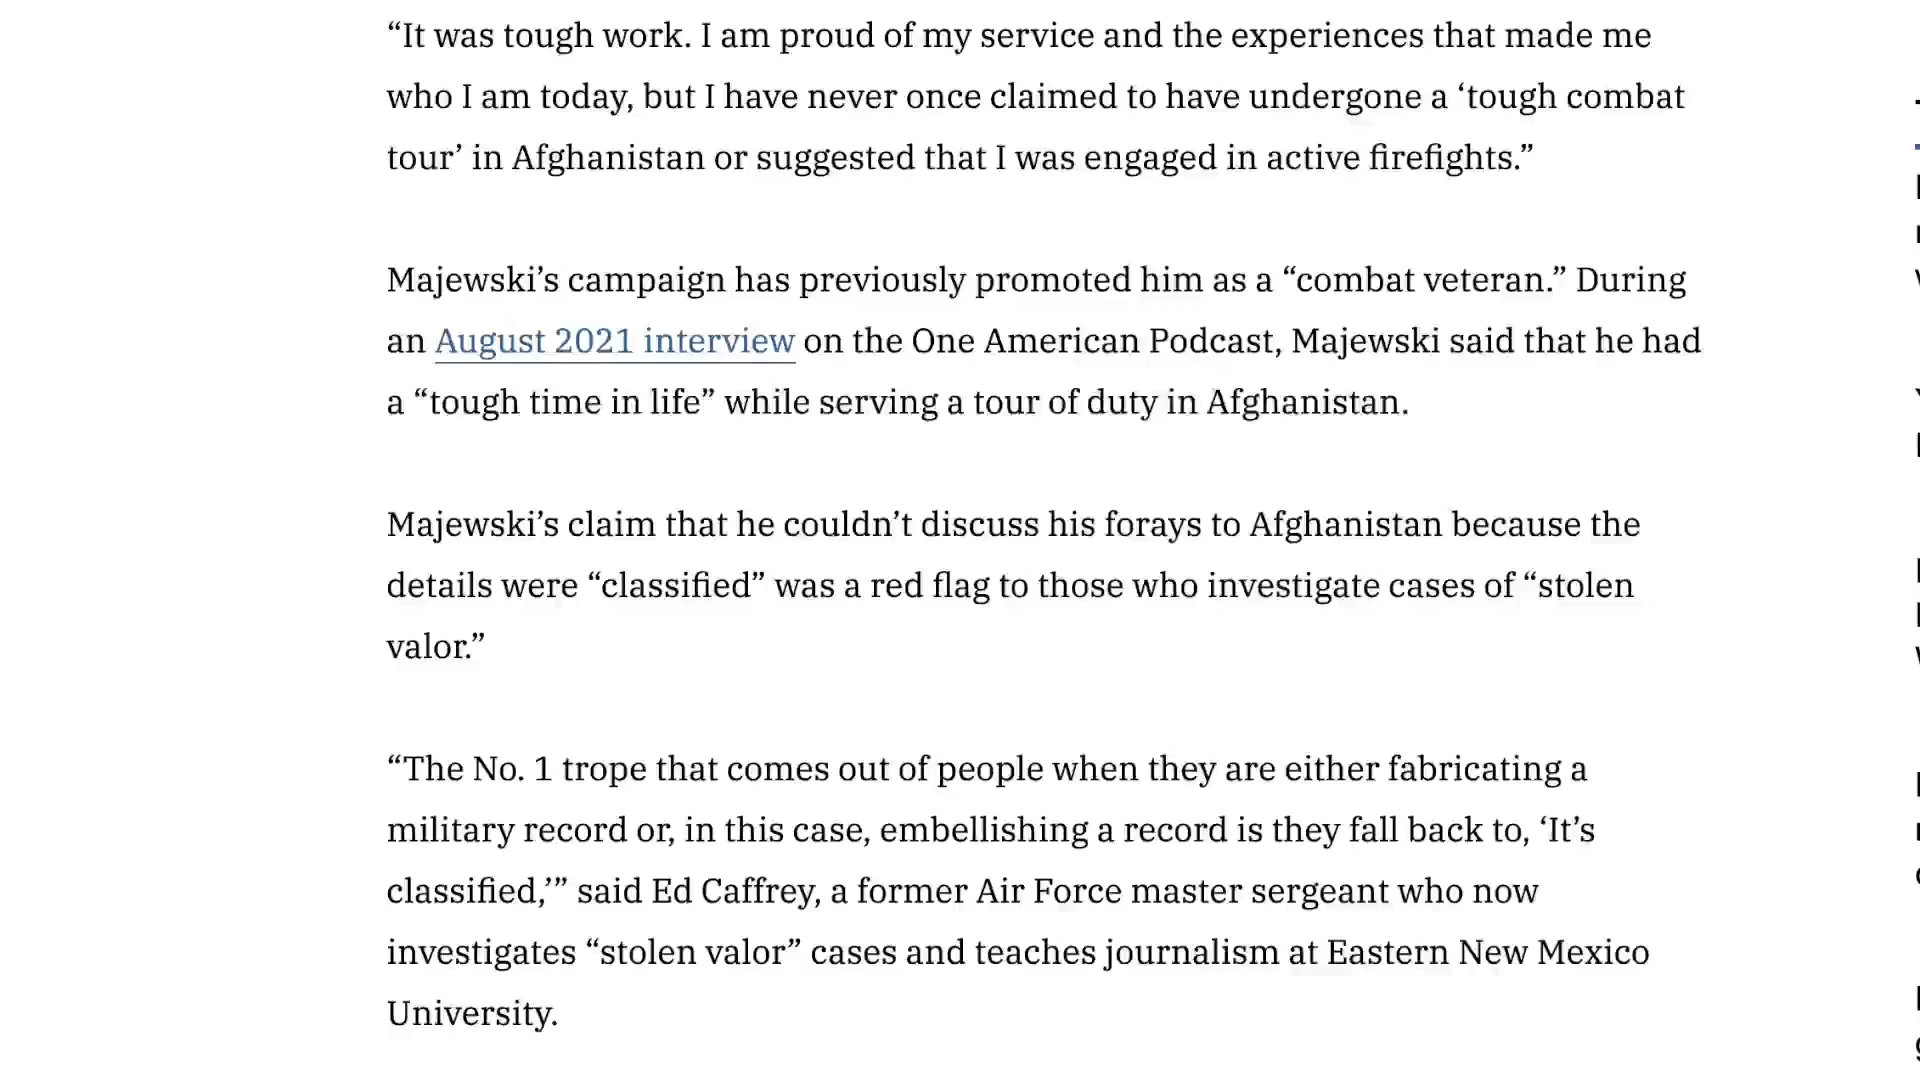 “It was tough work. I am proud of my service and the experiences that made me
who I am today, but I have never once claimed to have undergone a ‘tough combat
tour’ in Afghanistan or suggested that I was engaged in active firefights.”
Majewski’s campaign has previously promoted him as a “combat veteran.” During
an August 2021 interview on the One American Podcast, Majewski said that he had
a “tough time in life” while serving a tour of duty in Afghanistan.
Majewski’s claim that he couldn’t discuss his forays to Afghanistan because the
details were “classified” was a red flag to those who investigate cases of “stolen
valor.”
“The No. 1 trope that comes out of people when they are either fabricating a
military record or, in this case, embellishing a record is they fall back to, ‘It’s
classified,’” said Ed Caffrey, a former Air Force master sergeant who now
investigates “stolen valor” cases and teaches journalism at Eastern New Mexico
University.